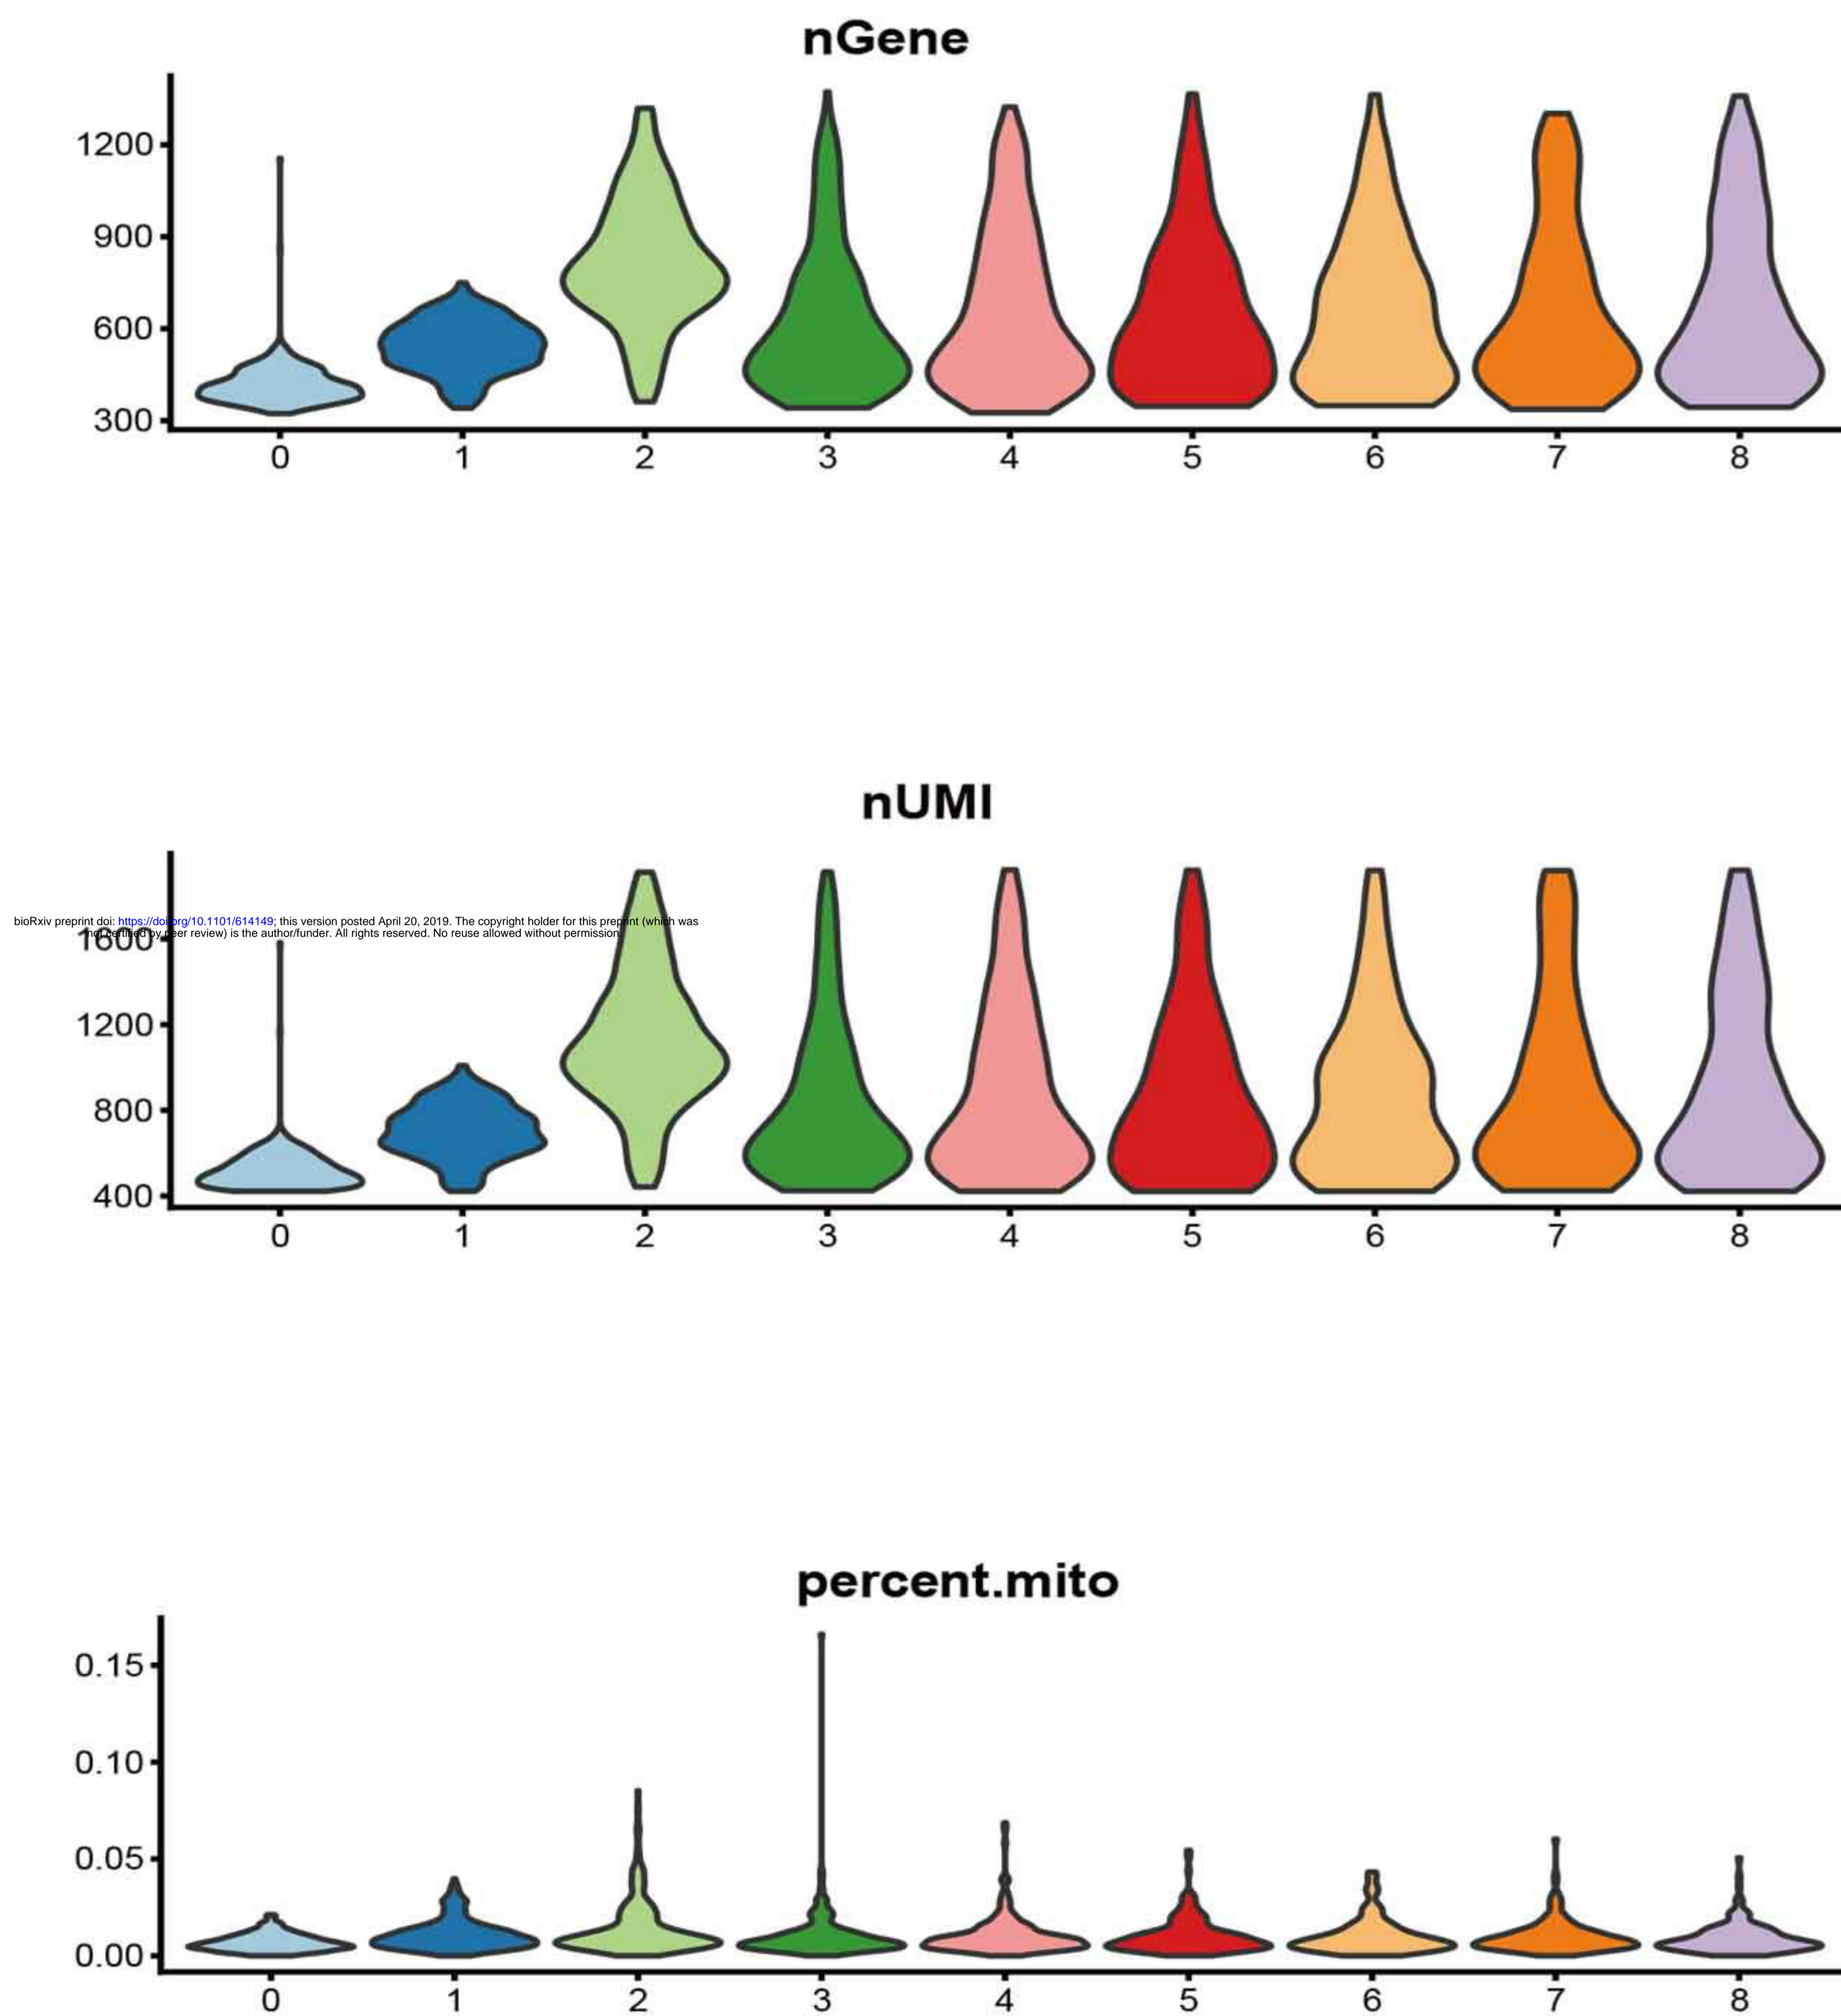 nGene
1200
900
600
300
0 1 2 3 4 5 6 7 8
nUMI
bioRxiv preprint doi: https://doi.org/10.1101/614149; this version posted April 20, 2019. The copyright holder for this preprint (which was
not certified by peer review) is the author/funder. All rights reserved. No reuse allowed without permission.
1600
1200
800
400
0 1 2 3 4 5 6 7 8
percent.mito
0.15
0.10
0.05
0.00
0 1 2 3 4 5 6 7 8